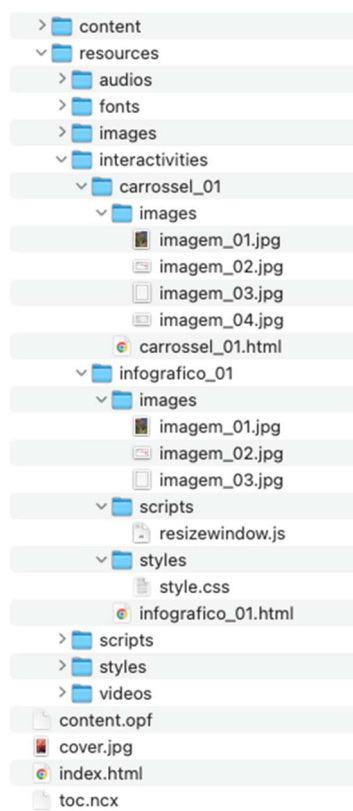 content
resources
audios
fonts
images
interactivities
carrossel_01
images
imagem_01.jpg
imagem_02.jpg
imagem_03.jpg
imagem_04.jpg
carrossel_01.html
infografico_01
images
imagem_01.jpg
imagem_02.jpg
imagem_03.jpg
scripts
resizewindow.js
styles
style.css
infografico_01.html
scripts
styles
videos
content.opf
cover.jpg
index.html
toc.ncx